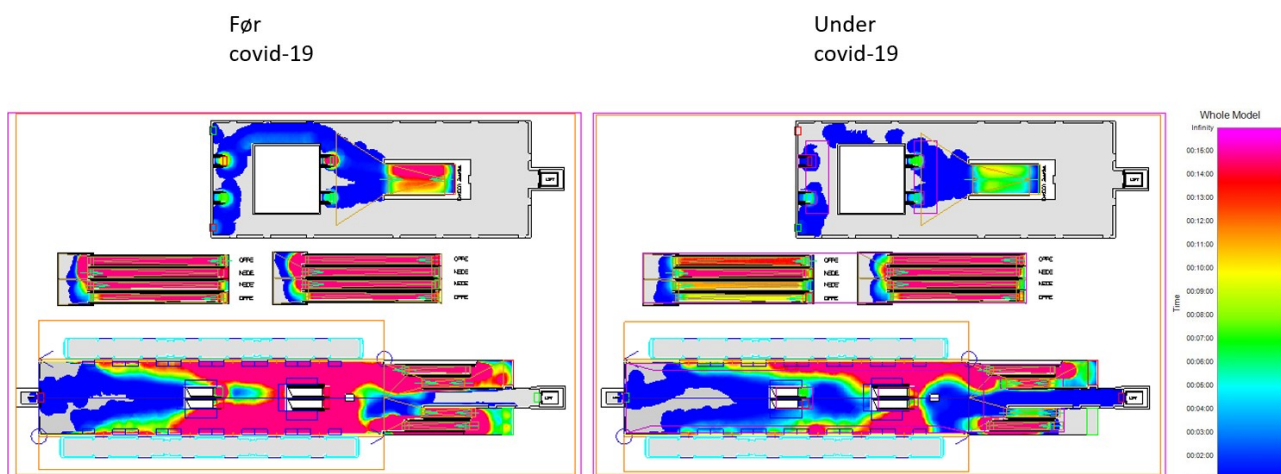 Før
covid-19
Under
covid-19
LIFT
LIFT
OPPE
NEDE
NEDE
OPPE
OPPE
NEDE
NEDE
OPPE
OPPE
NEDE
NEDE
OPPE
OPPE
NEDE
NEDE
OPPE
LIFT
LIFT
Whole Model
Infinity
00:15:00
00:14:00
00:13:00
00:12:00
00:11:00
00:10:00
00:09:00
00:08:00
00:07:00
00:06:00
00:05:00
00:04:00
00:03:00
00:02:00
Time